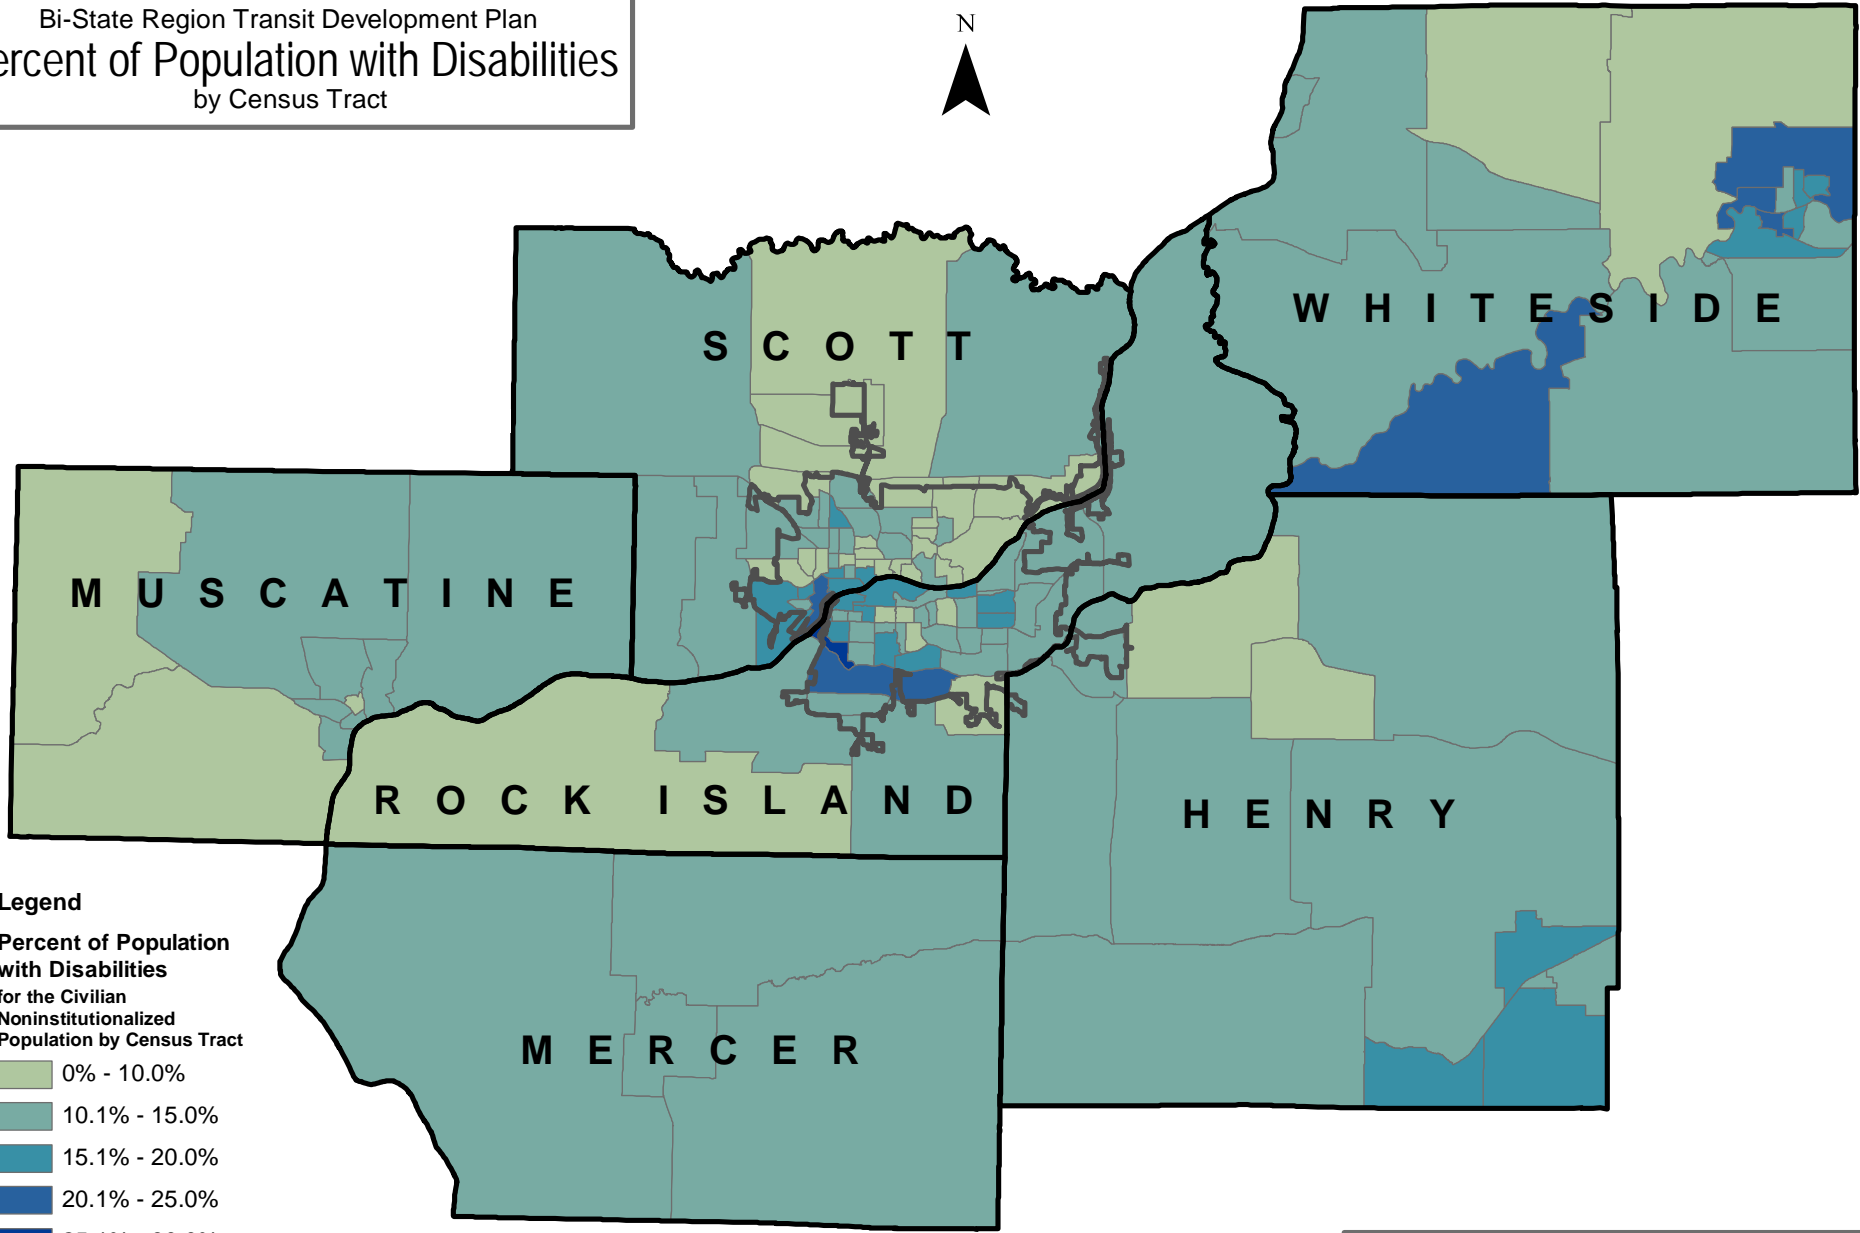 Bi-State Region Transit Development Plan
ercent of Population with Disabilities
by Census Tract
N
WHITESIDE
SCOTT
MUSCATINE
ROCK ISLAND
HENRY
MERCER
Legend
Percent of Population
with Disabilities
for the Civilian
Noninstitutionalized
Population by Census Tract
0% - 10.0%
10.1% - 15.0%
15.1% - 20.0%
20.1% - 25.0%